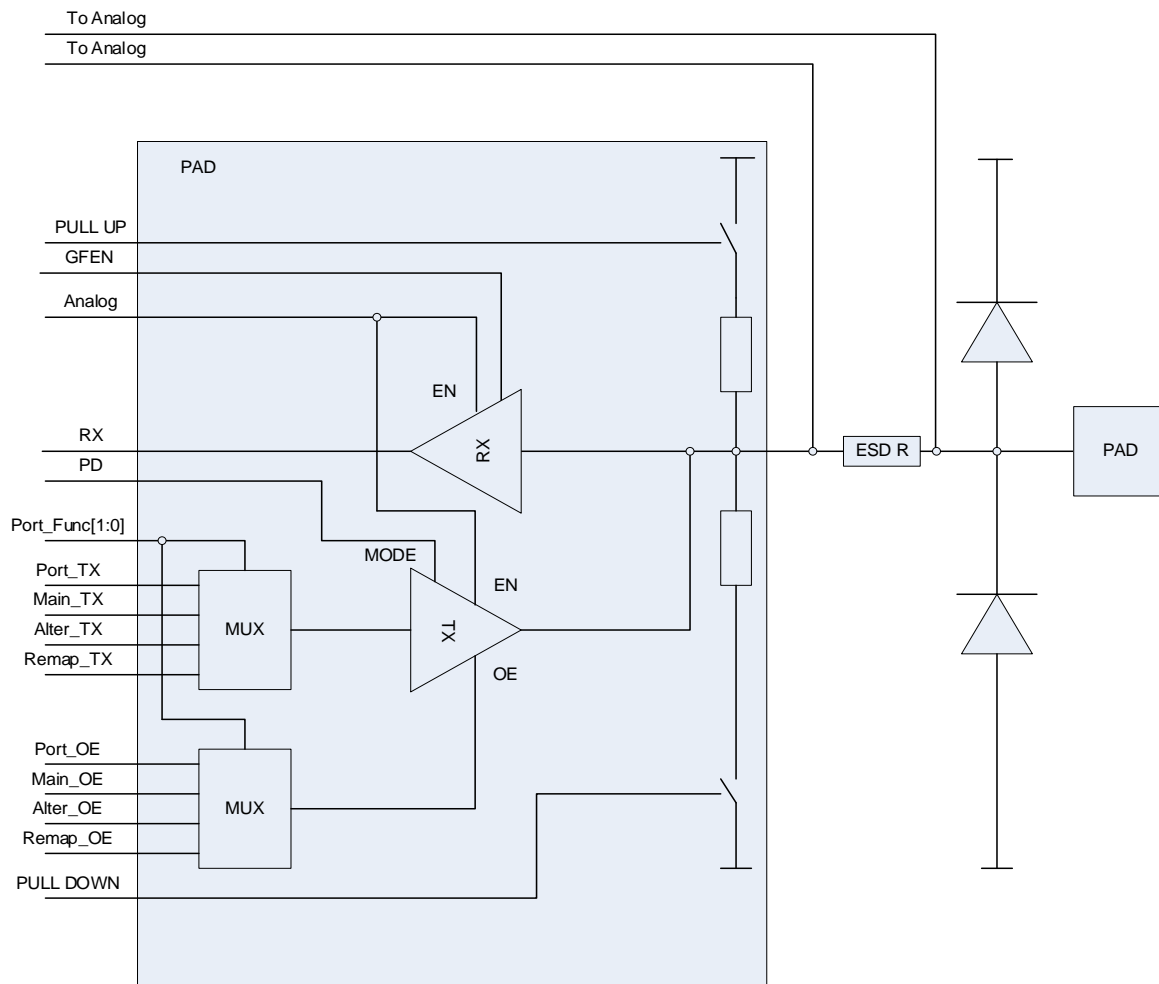 To Analog
To Analog
PAD
PULL UP
GFEN
Analog
EN
RX
RX
ESD R
PAD
PD
Port_Func[1:0]
MODE
Port_TX
EN
Main_TX
MUX
TX
Alter_TX
Remap_TX
OE
Port_OE
Main_OE
MUX
Alter_OE
Remap_OE
PULL DOWN